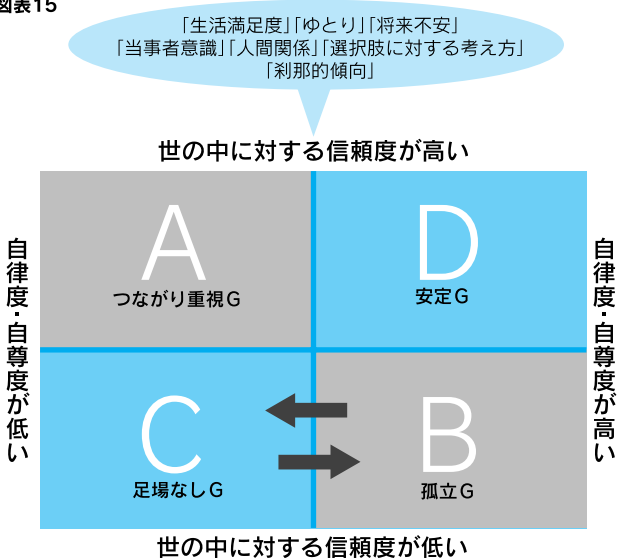 図表15
「生活満足度」「ゆとり」「将来不安」
「当事者意識」「人間関係」「選択肢に対する考え方」
「刹那的傾向」
世の中に対する信頼度が高い
自律度・自尊度が低い
A
つながり重視G
D
安定G
自律度・自尊度が高い
C
足場なしG
B
孤立G
世の中に対する信頼度が低い